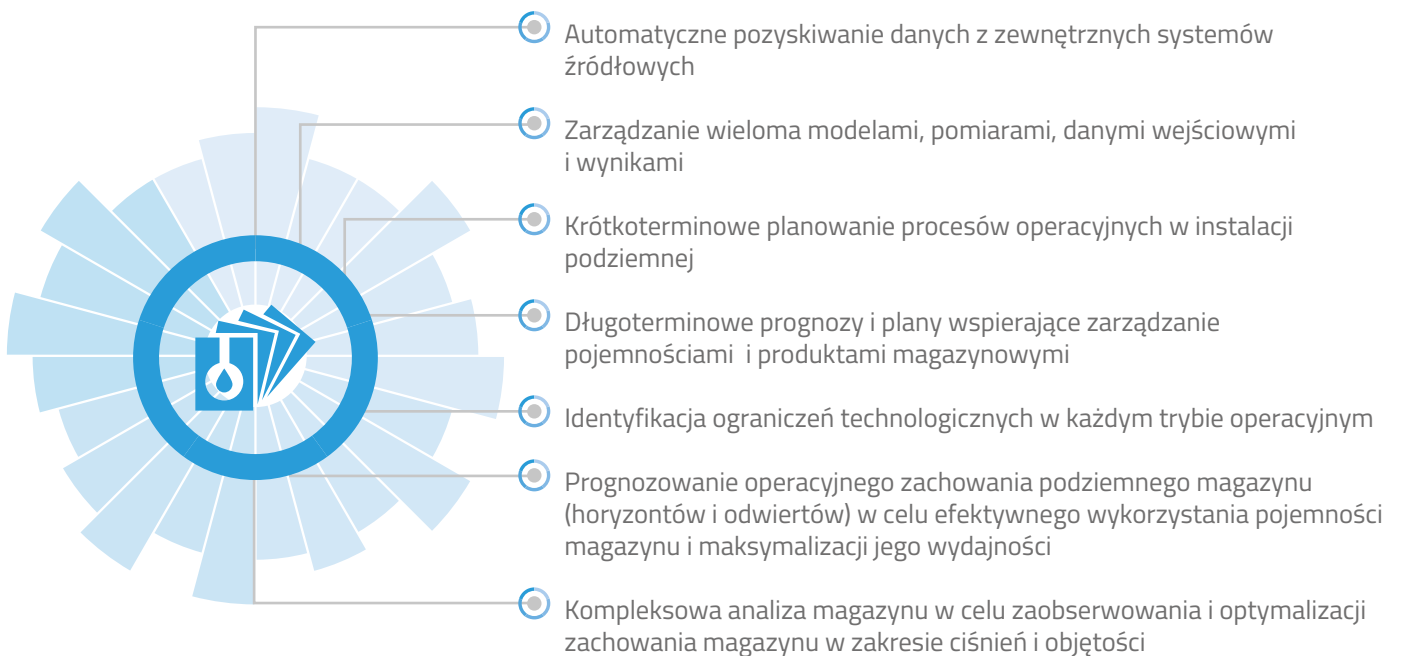 Automatyczne pozyskiwanie danych z zewnętrznych systemów
źródłowych
Zarządzanie wieloma modelami, pomiarami, danymi wejściowymi
i wynikami
Krótkoterminowe planowanie procesów operacyjnych w instalacji
podziemnej
Długoterminowe prognozy i plany wspierające zarządzanie
pojemnościami  i produktami magazynowymi
Identyfikacja ograniczeń technologicznych w każdym trybie operacyjnym
Prognozowanie operacyjnego zachowania podziemnego magazynu
(horyzontów i odwiertów) w celu efektywnego wykorzystania pojemności
magazynu i maksymalizacji jego wydajności
Kompleksowa analiza magazynu w celu zaobserwowania i optymalizacji
zachowania magazynu w zakresie ciśnień i objętości